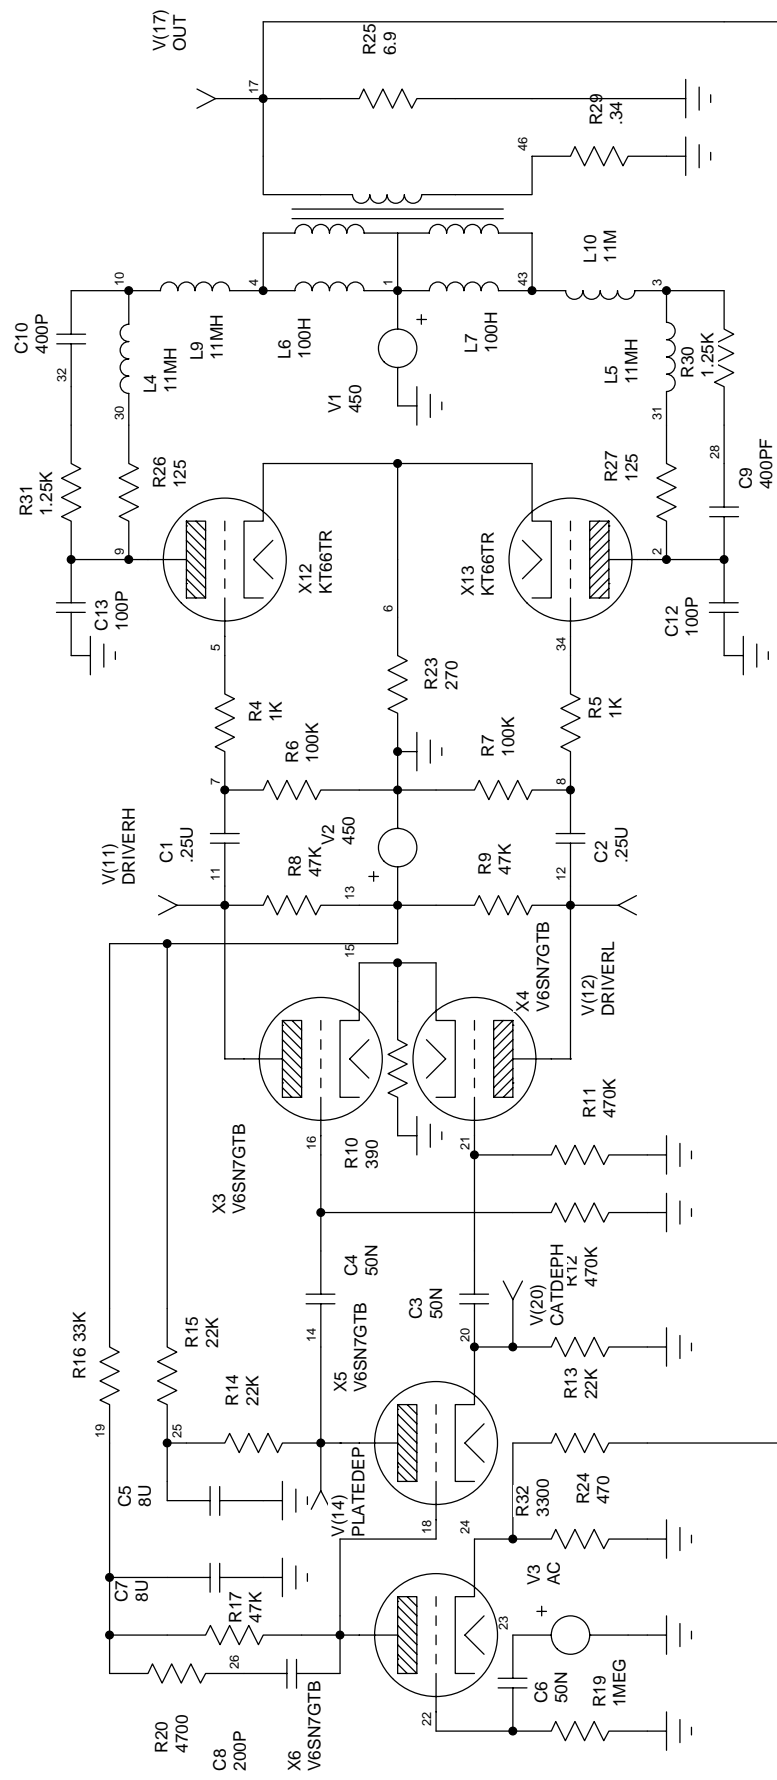 V(17)
OUT
17
R25
6.9
R29
.34
46
L10
11M
10
4
1
43
3
C10
400P
32
L4
11MH
L9
11MH
L6
100H
V1
450
+
L7
100H
L5
11MH
R30
1.25K
30
31
28
R31
1.25K
R26
125
R27
125
C9
400PF
9
2
C13
100P
X12
KT66TR
X13
KT66TR
C12
100P
5
6
34
R4
1K
R23
270
R5
1K
R6
100K
R7
100K
7
8
V(11)
DRIVERH
C1
.25U
V2
450
C2
.25U
11
R8
47K
+
R9
47K
12
13
15
X4
V6SN7GTB
V(12)
DRIVERL
X3
V6SN7GTB
16
R10
390
21
R11
470K
R12
470K
C4
50N
C3
50N
14
20
V(20)
CATDEPH
R16 33K
R15
22K
R14
22K
X5
V6SN7GTB
R13
22K
19
25
C5
8U
V(14)
PLATEDEP
18
24
R32
3300
R24
470
C7
8U
R17
47K
V3
AC
23
+
26
R20
4700
C8
200P
X6
V6SN7GTB
22
C6
50N
R19
1MEG